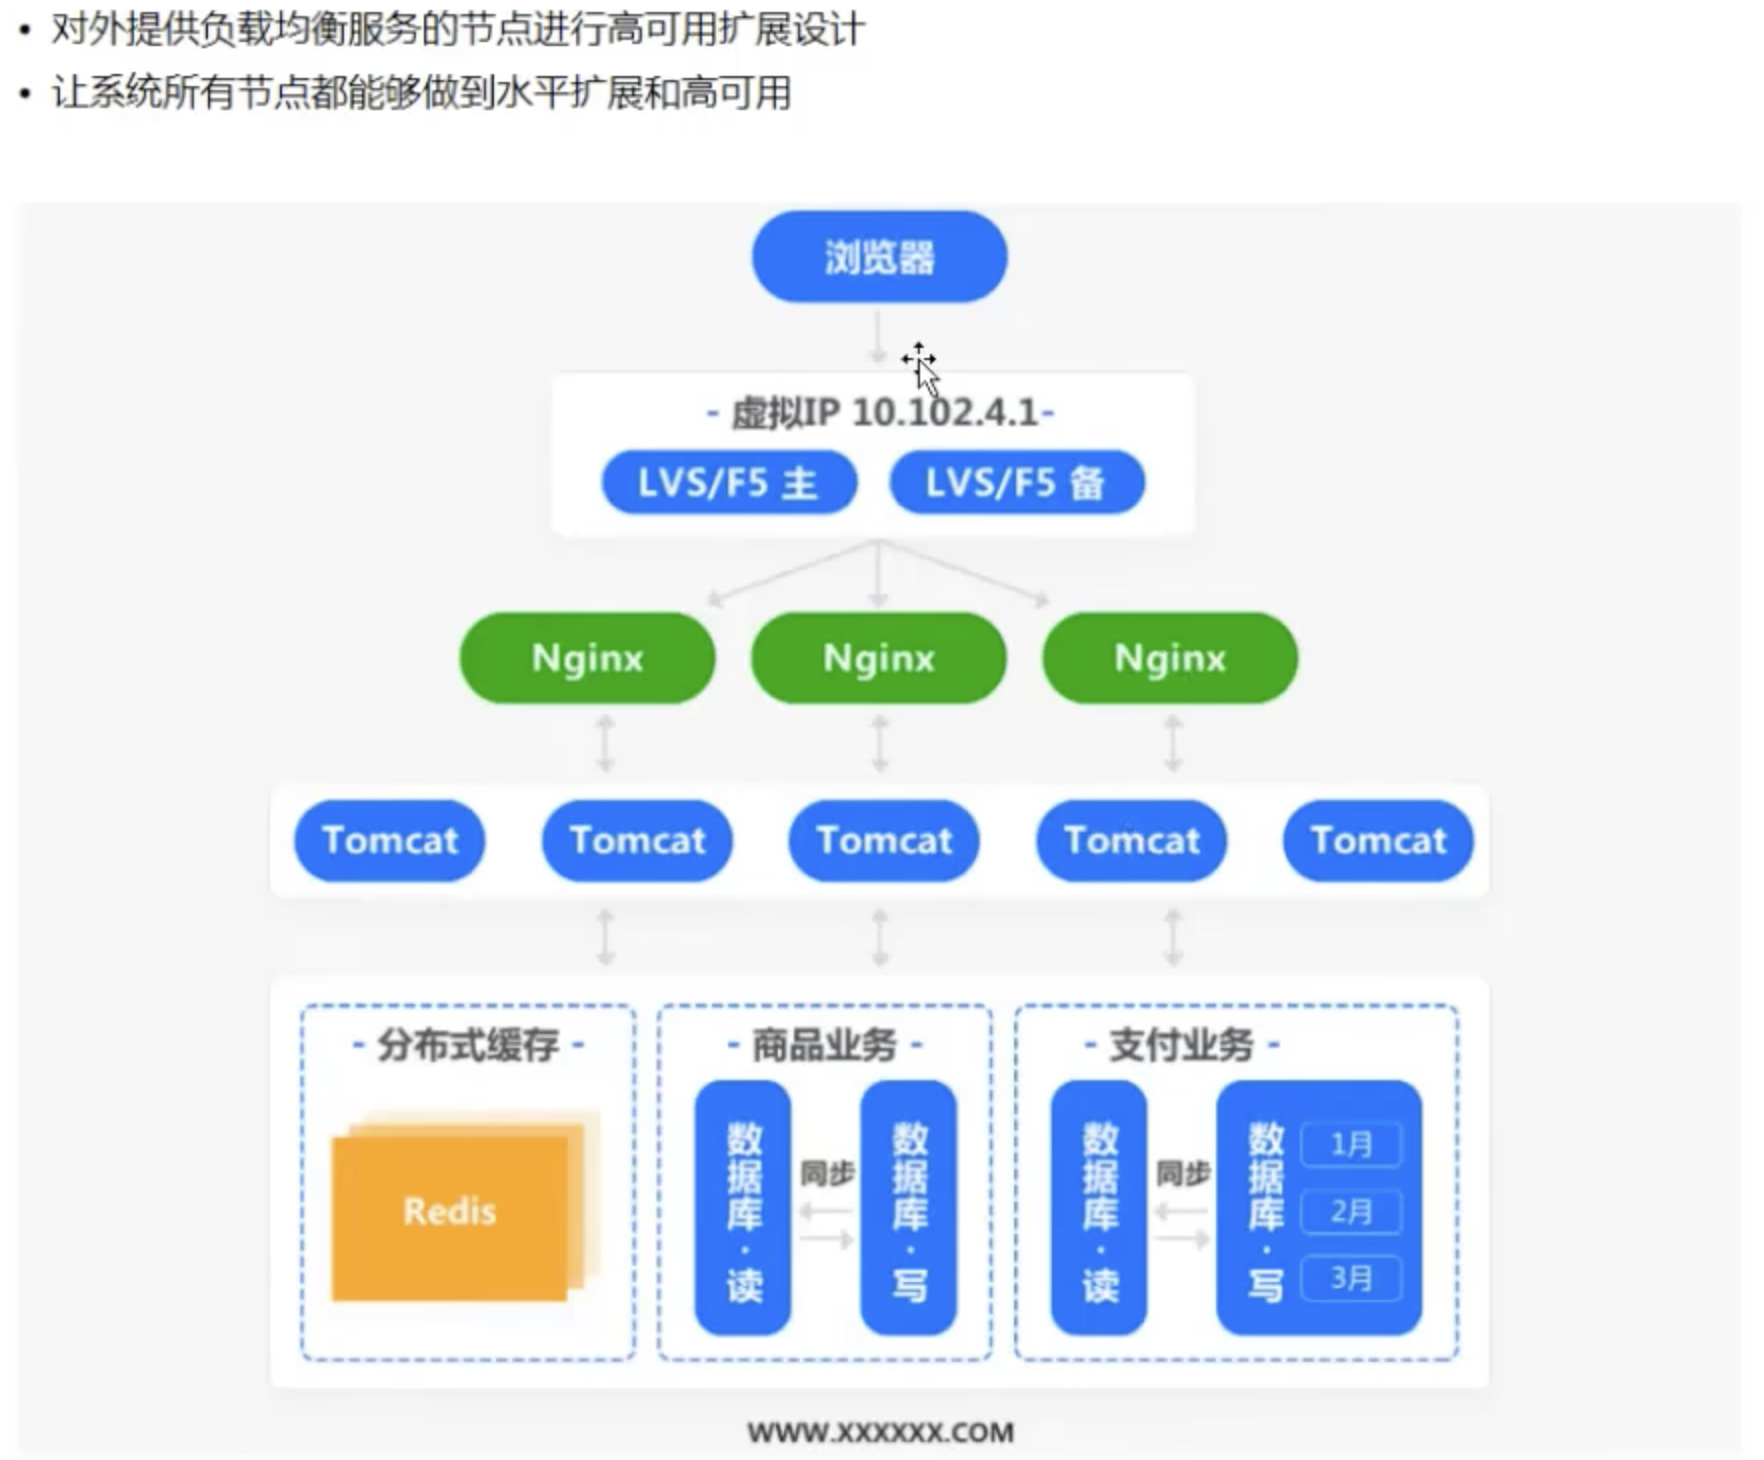 • 对外提供负载均衡服务的节点进行高可用扩展设计
• 让系统所有节点都能够做到水平扩展和高可用
浏览器
- 虚拟IP 10.102.4.1-
LVS/F5 主
LVS/F5 备
Nginx
Nginx
Nginx
Tomcat
Tomcat
Tomcat
Tomcat
Tomcat
- 分布式缓存 -
Redis
- 商品业务 -
数据库·读
同步
数据库·写
- 支付业务 -
数据库·读
同步
数据库·写
1月
2月
3月
WWW.XXXXXX.COM